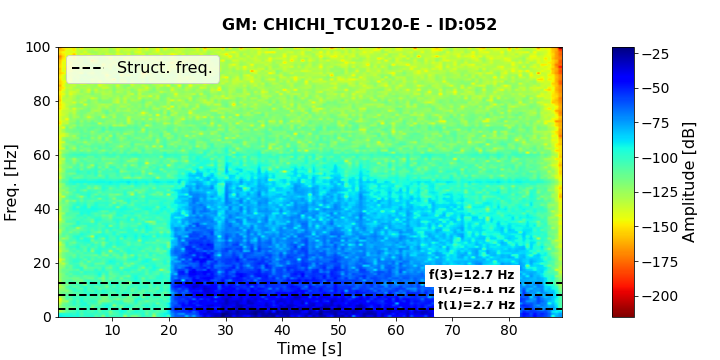 GM: CHICHI_TCU120-E - ID:052
Struct. freq.
100
80
60
40
20
0
Freq. [Hz]
10
20
30
40
50
60
70
80
Time [s]
f(3)=12.7 Hz
f(2)=8.1 Hz
f(1)=2.7 Hz
−25
−50
−75
−100
−125
−150
−175
−200
Amplitude [dB]